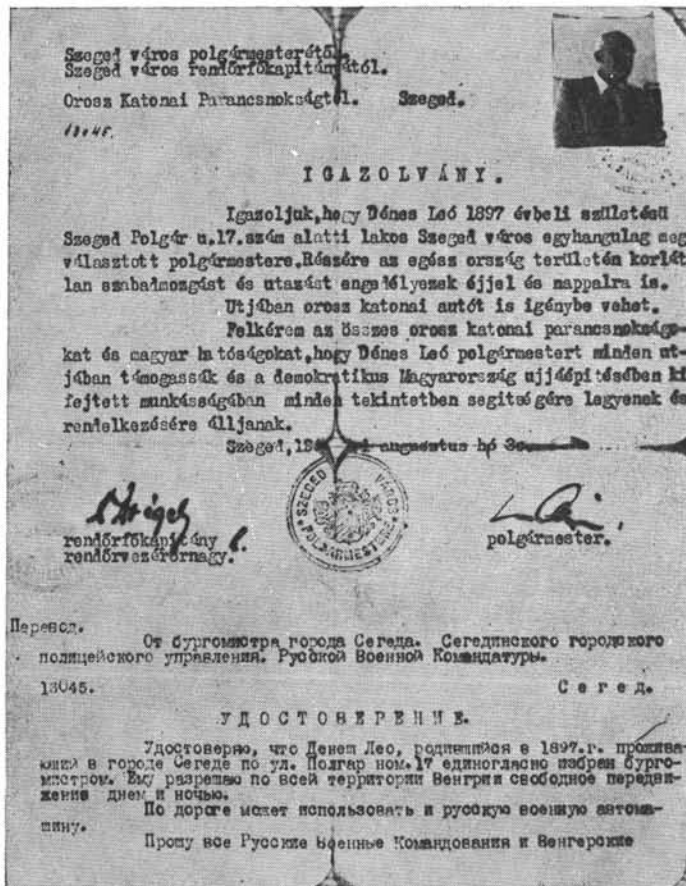 Szeged város polgármesterétől.
Szeged város rendőrfőkapitányától.
Orosz Katonai Parancsnokságtól. Szeged.
13045.
IGAZOLVÁNY.
Igazoljuk, hogy Dénes Leó 1897 évbeli születésü
Szeged Polgár u.17.szám alatti lakos Szeged város egyhangulag meg
választott polgármestere.Részére az egész ország területén korlát
lan szabadmozgást és utazást engedélyezek éjjel és nappalra is.
Utjában orosz katonai autót is igénybe vehet.
Felkérem az összes orosz katonai parancsnokságo-
kat és magyar hatóságokat,hogy Dénes Leó polgármestert minden ut-
jában támogassák és a demokratikus Magyarország ujjáépitésében ki
fejtett munkásságában minden tekintetben segitségére legyenek és
rendelkezésére álljanak.
Szeged, augusztus hó
SZEGED VÁROS POLGÁRMESTERE
rendőrfőkapitány
rendőrvezérőrnagy. polgármester.
Перевод.
От бургомистра города Сегеда. Сегединского городского
полицейского управления. Русской Военной Командатуры.
13045. Сегед.
УДОСТОВЕРЕНИЕ.
Удостоверяю, что Денеш Лео, родившийся в 1897.г. прожива-
ющий в городе Сегеде по ул. Полгар ном.17 единогласно избран бурго-
мистром. Ему разрешаю по всей территории Венгрии свободное передви-
жение днем и ночью.
По дороге может использовать и русскую военную автома-
шину.
Прошу все Русские Военные Командования и Венгерские